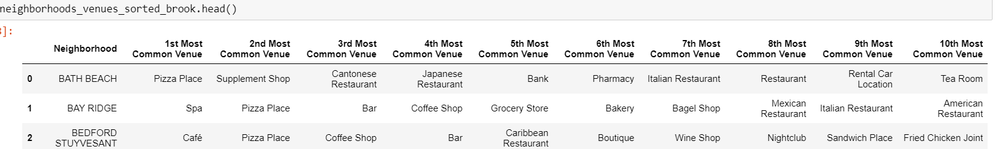 neighborhoods_venues_sorted_brook.head()
]:
Neighborhood 1st Most Common Venue 2nd Most Common Venue 3rd Most Common Venue 4th Most Common Venue 5th Most Common Venue 6th Most Common Venue 7th Most Common Venue 8th Most Common Venue 9th Most Common Venue 10th Most Common Venue
0 BATH BEACH Pizza Place Supplement Shop Cantonese Restaurant Japanese Restaurant Bank Pharmacy Italian Restaurant Restaurant Rental Car Location Tea Room
1 BAY RIDGE Spa Pizza Place Bar Coffee Shop Grocery Store Bakery Bagel Shop Mexican Restaurant Italian Restaurant American Restaurant
2 BEDFORD STUYVESANT Café Pizza Place Coffee Shop Bar Caribbean Restaurant Boutique Wine Shop Nightclub Sandwich Place Fried Chicken Joint